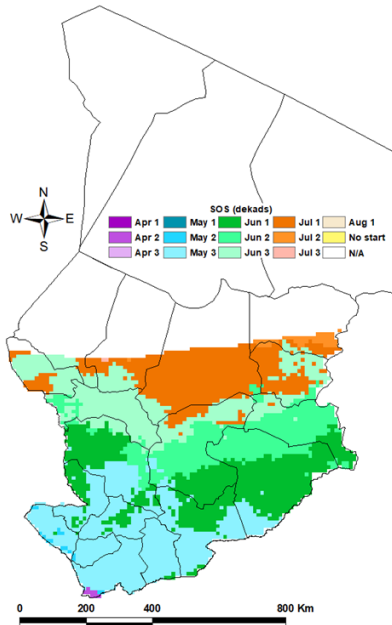 N
W E
S
SOS (dekads)
Apr 1 May 1 Jun 1 Jul 1 Aug 1
Apr 2 May 2 Jun 2 Jul 2 No start
Apr 3 May 3 Jun 3 Jul 3 N/A
0 200 400 800 Km